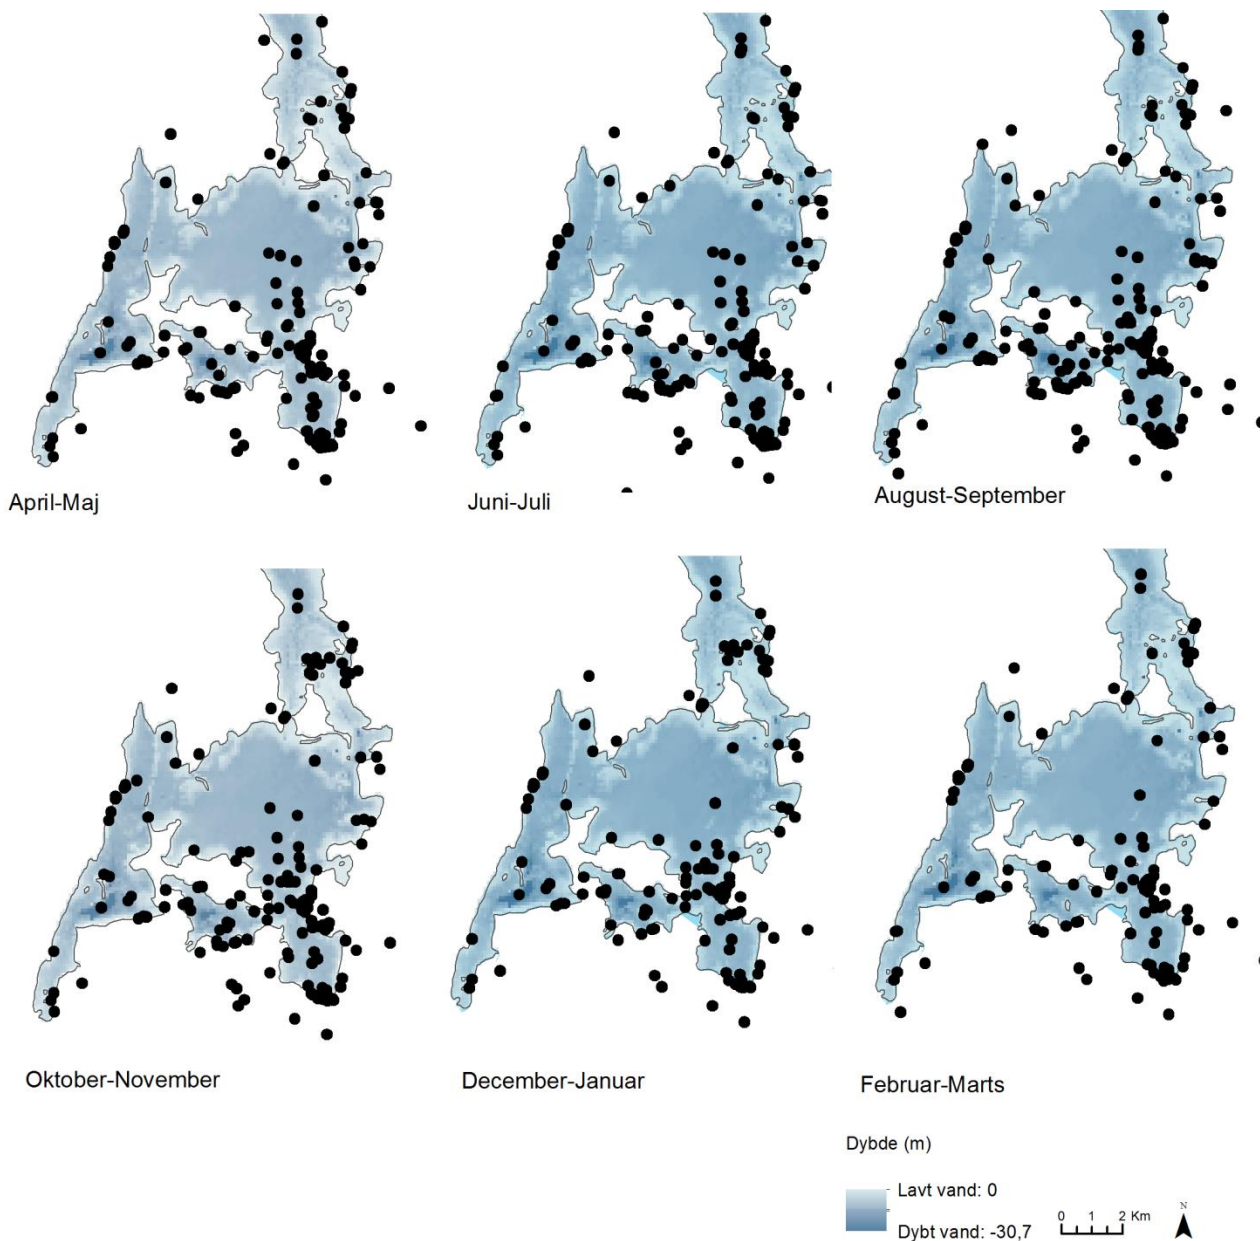 April-Maj
Juni-Juli
August-September
Oktober-November
December-Januar
Februar-Marts
Dybde (m)
Lavt vand: 0
Dybt vand: -30,7
0 1 2 Km
N